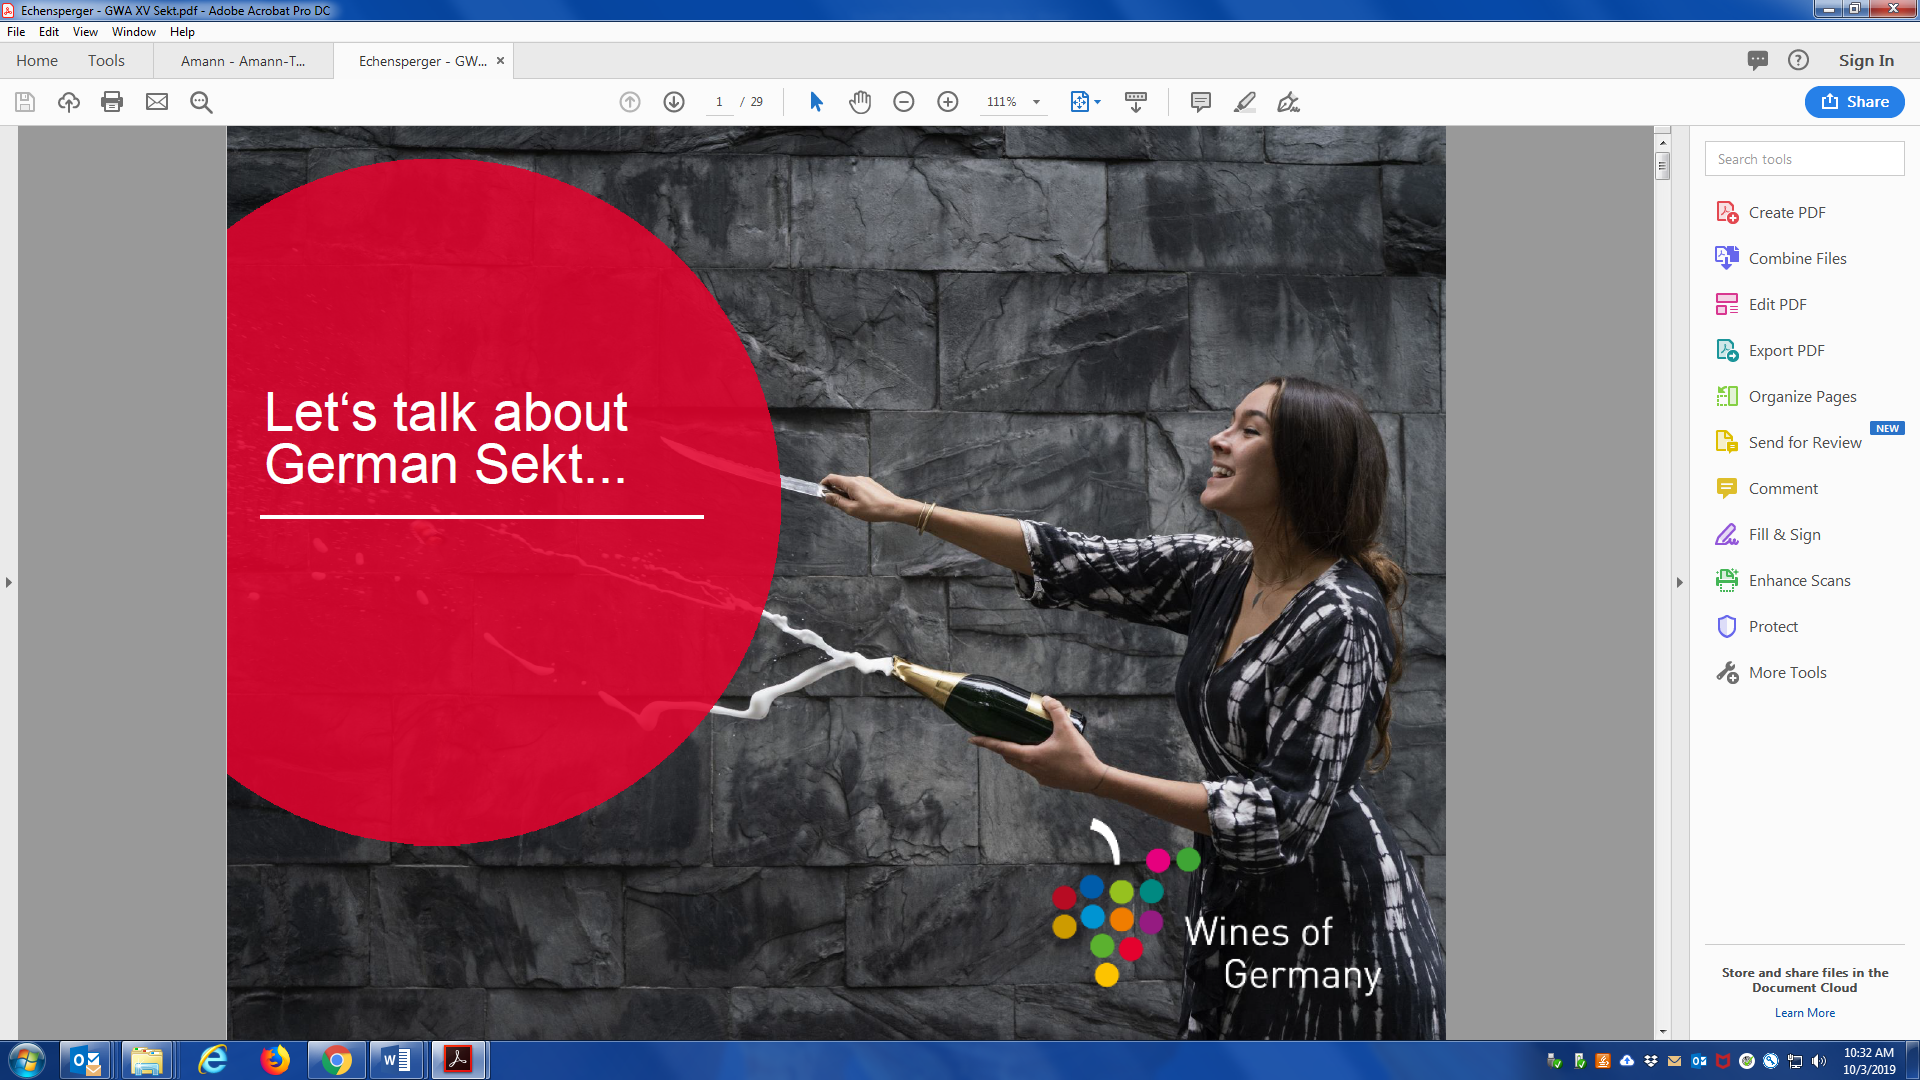 Echensperger - GWA XV Sekt.pdf - Adobe Acrobat Pro DC
File Edit View Window Help
Home Tools Amann - Amann-T... Echensperger - GW... × Sign In
1 / 29 111% Share
Search tools
Create PDF
Combine Files
Edit PDF
Export PDF
Organize Pages
NEW
Send for Review
Comment
Fill & Sign
Enhance Scans
Protect
More Tools
Let‘s talk about
German Sekt...
Wines of
Germany
Store and share files in the
Document Cloud
Learn More
10:32 AM
10/3/2019